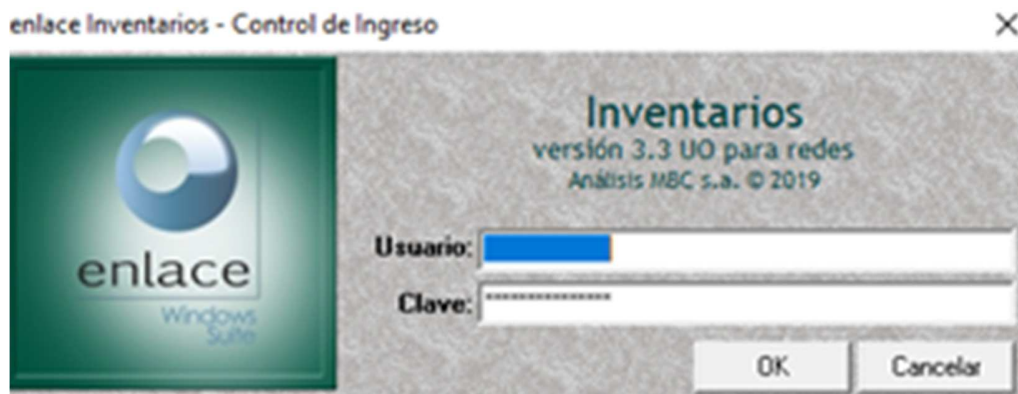 enlace Inventarios - Control de Ingreso
Inventarios
versión 3.3 UO para redes
Análisis MBC s.a. © 2019
enlace
Windows
Suite
Usuario:
Clave: ---------------
OK Cancelar